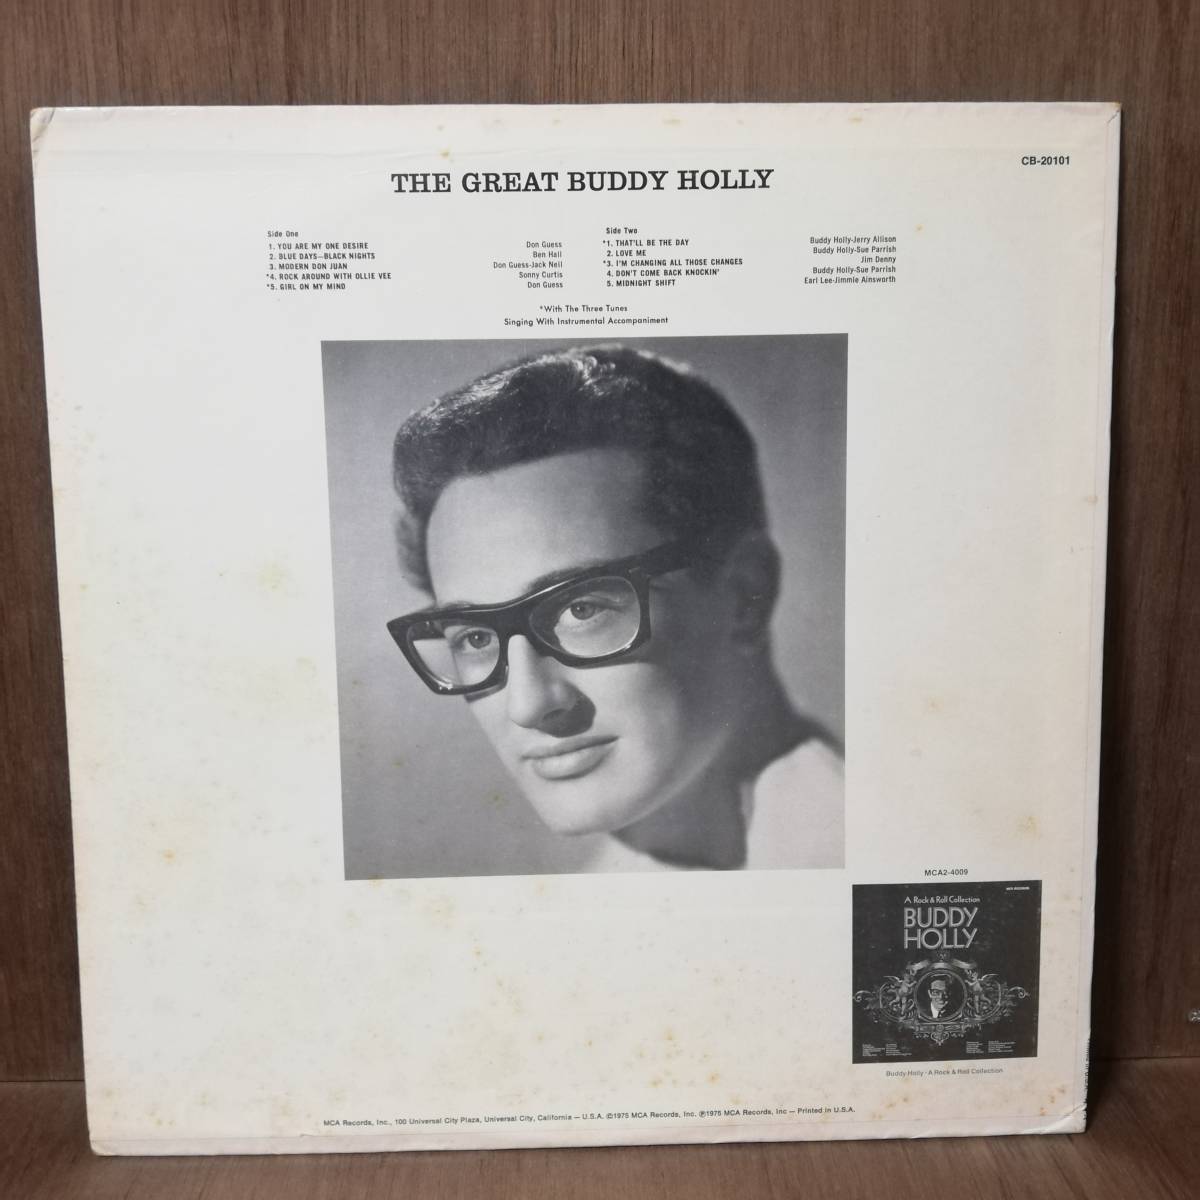 CB-20101
THE GREAT BUDDY HOLLY
Side One
1. YOU ARE MY ONE DESIRE Don Guess
2. BLUE DAYS—BLACK NIGHTS Ben Hall
3. MODERN DON JUAN Don Guess-Jack Neil
*4. ROCK AROUND WITH OLLIE VEE Sonny Curtis
*5. GIRL ON MY MIND Don Guess
Side Two
*1. THAT'LL BE THE DAY Buddy Holly-Jerry Allison
2. LOVE ME Buddy Holly-Sue Parrish
*3. I'M CHANGING ALL THOSE CHANGES Jim Denny
4. DON'T COME BACK KNOCKIN' Buddy Holly-Sue Parrish
5. MIDNIGHT SHIFT Earl Lee-Jimmie Ainsworth
*With The Three Tunes
Singing With Instrumental Accompaniment
MCA2-4009
MCA RECORDS
A Rock & Roll Collection
BUDDY
HOLLY
Buddy Holly - A Rock & Roll Collection
MCA Records, Inc., 100 Universal City Plaza, Universal City, California — U.S.A. ©1975 MCA Records, Inc. ℗1975 MCA Records, Inc — Printed in U.S.A.